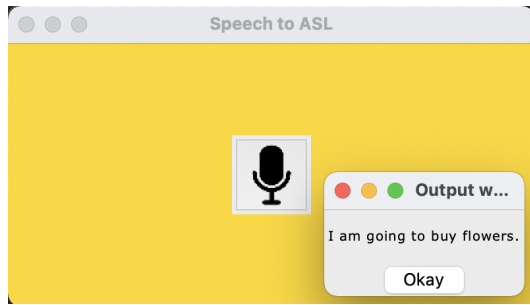 Speech to ASL
Output w...
I am going to buy flowers.
Okay